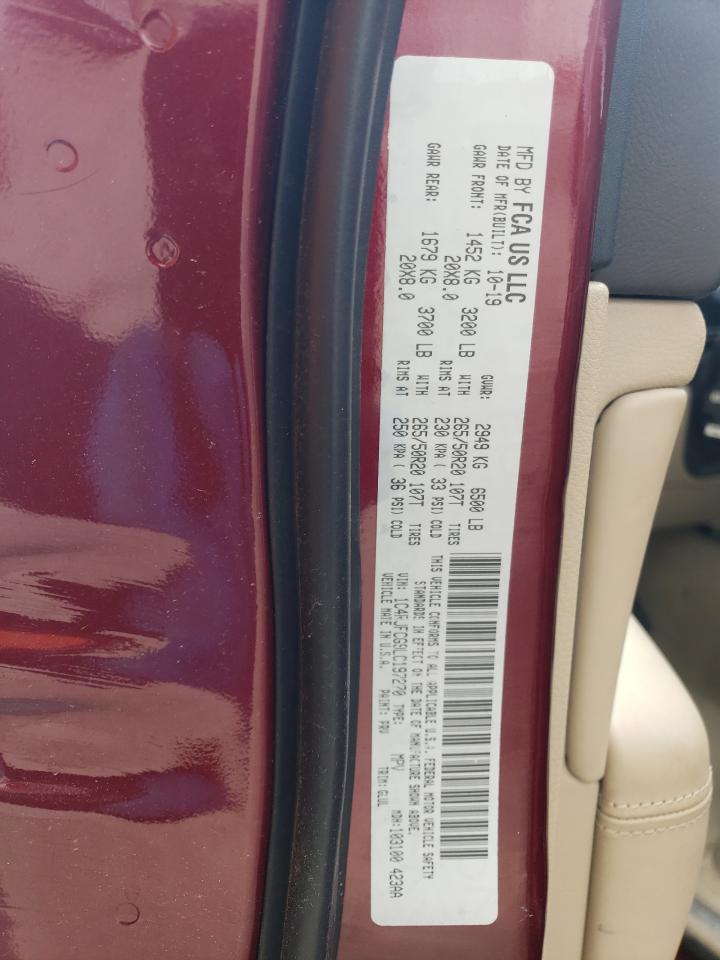 MFD BY FCA US LLC
DATE OF MFR(BUILT): 10-19 GVWR: 2949 KG 6500 LB
GAWR FRONT: 1452 KG 3200 LB WITH 265/50R20 107T TIRES
20X8.0 RIMS AT 230 KPA ( 33 PSI) COLD
GAWR REAR: 1679 KG 3700 LB WITH 265/50R20 107T TIRES
20X8.0 RIMS AT 250 KPA ( 36 PSI) COLD
THIS VEHICLE CONFORMS TO ALL APPLICABLE U.S.A. FEDERAL MOTOR VEHICLE SAFETY
STANDARDS IN EFFECT ON THE DATE OF MANUFACTURE SHOWN ABOVE.
VIN: 1C4RJFCG9LC197270 TYPE: MPV MDH:103100 423AA
VEHICLE MADE IN U.S.A. PAINT: PRV TRIM:GLUL